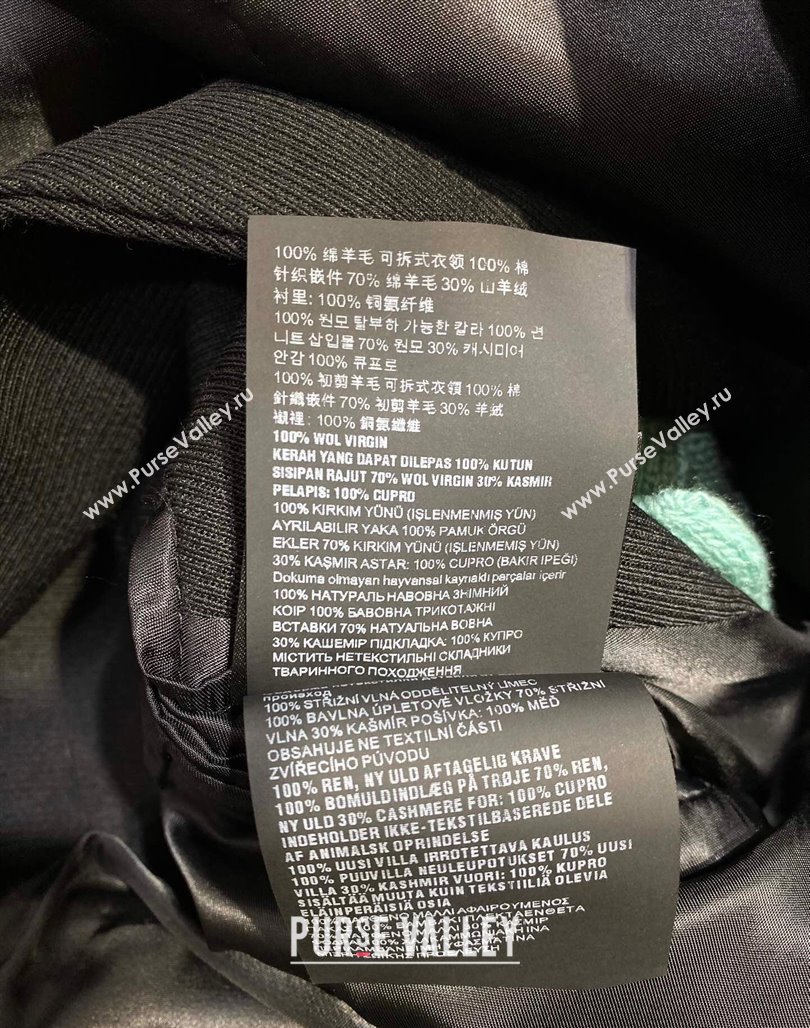 100% 绵羊毛 可拆式衣领 100% 棉
针织嵌件 70% 绵羊毛 30% 山羊绒
衬里: 100% 铜氨纤维
100% 원모 탈부하 가능한 칼라 100% 면
니트 삽입물 70% 원모 30% 캐시미어
안감 100% 큐프로
100% 初剪羊毛 可拆式衣領 100% 棉
針織嵌件 70% 初剪羊毛 30% 羊絨
襯裡: 100% 銅氨纖維
100% WOL VIRGIN
KERAH YANG DAPAT DILEPAS 100% KUTUN
SISIPAN RAJUT 70% WOL VIRGIN 30% KASMIR
PELAPIS: 100% CUPRO
100% KIRKIM YÜNÜ (IŞLENMENMIŞ YÜN)
AYRILABILIR YAKA 100% PAMUK ÖRGÜ
EKLER 70% KIRKIM YÜNÜ (IŞLENMEMIŞ YÜN)
30% KAŞMIR ASTAR: 100% CUPRO (BAKIR IPEĞI)
Dokuma olmayan hayvansal kaynaklı parçalar içerir
100% НАТУРАЛЬ НАВОВНА ЗНІМНИЙ
КОІР 100% БАВОВНА ТРИКОТАЖНІ
ВСТАВКИ 70% НАТУАЛЬНА ВОВНА
30% КАШЕМІР ПІДКЛАДКА: 100% КУПРО
МІСТИТЬ НЕТЕКСТИЛЬНІ СКЛАДНИКИ
ТВАРИННОГО ПОХОДЖЕННЯ
произход
100% STŘIŽNÍ VLNA ODDĚLITELNÝ LÍMEC
100% BAVLNA ÚPLETOVÉ VLOŽKY 70% STŘIŽNÍ
VLNA 30% KAŠMÍR POŠÍVKA: 100% MĚĎ
OBSAHUJE NE TEXTILNÍ ČÁSTI
ZVÍŘECÍHO PŮVODU
100% REN, NY ULD AFTAGELIG KRAVE
100% BOMULDINDLÆG PÅ TRØJE 70% REN,
NY ULD 30% CASHMERE FOR: 100% CUPRO
INDEHOLDER IKKE-TEKSTILBASEREDE DELE
AF ANIMALSK OPRINDELSE
100% UUSI VILLA IRROTETTAVA KAULUS
100% PUUVILLA NEULEUPOTUKSET 70% UUSI
VILLA 30% KASHMIR VUORI: 100% KUPRO
SISÄLTÄÄ MUUTA KUIN TEKSTIILIÄ OLEVIA
ELÄINPERÄISIÄ OSIA
ΑΦΑΙΡΟΥΜΕΝΟΣ
www.PurseValley.ru
www.PurseValley.ru
PURSE VALLEY